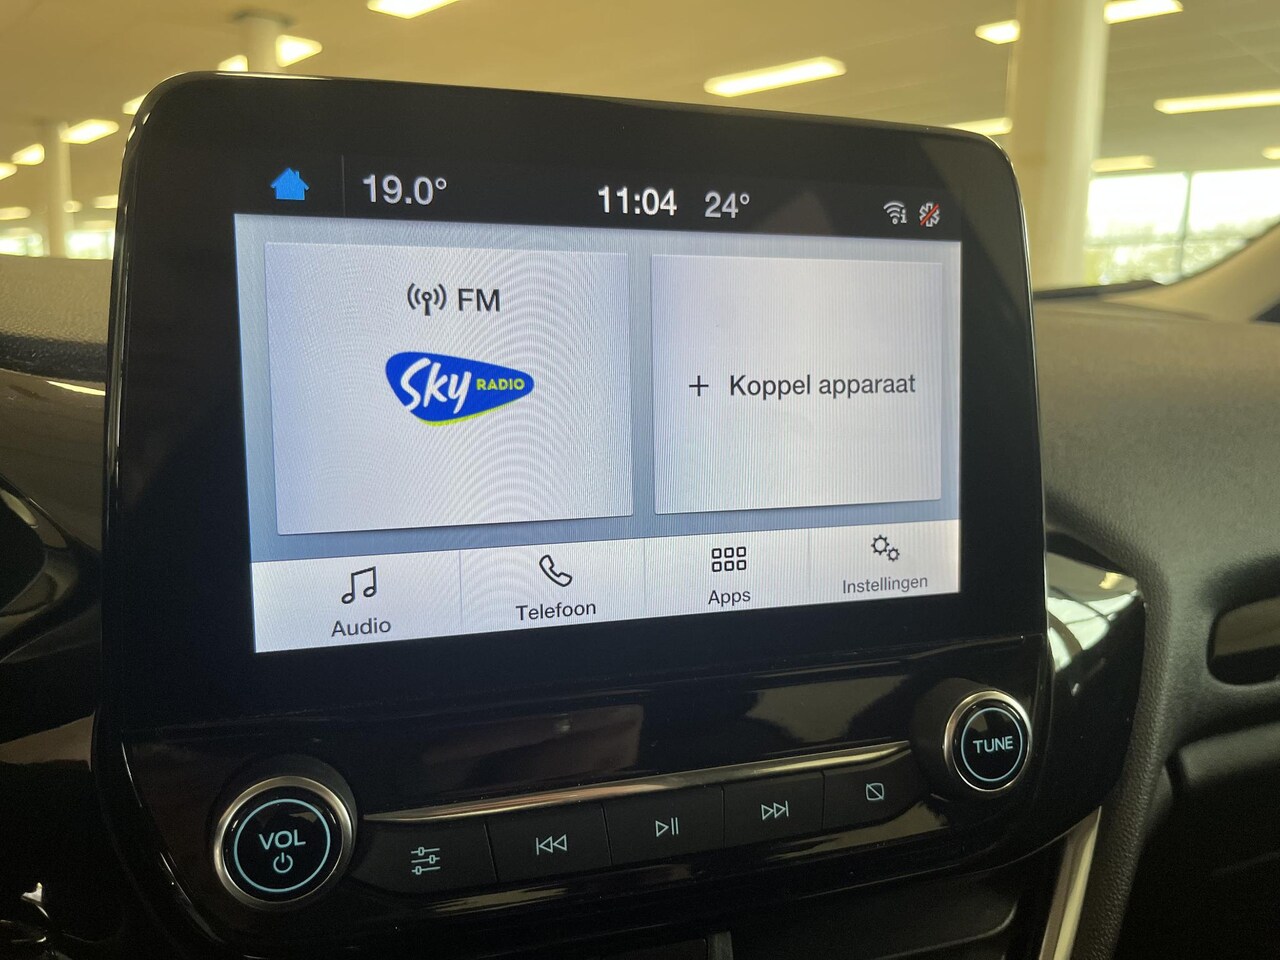 19.0°
11:04 24°
FM
Sky RADIO
+ Koppel apparaat
Audio
Telefoon
Apps
Instellingen
VOL
TUNE